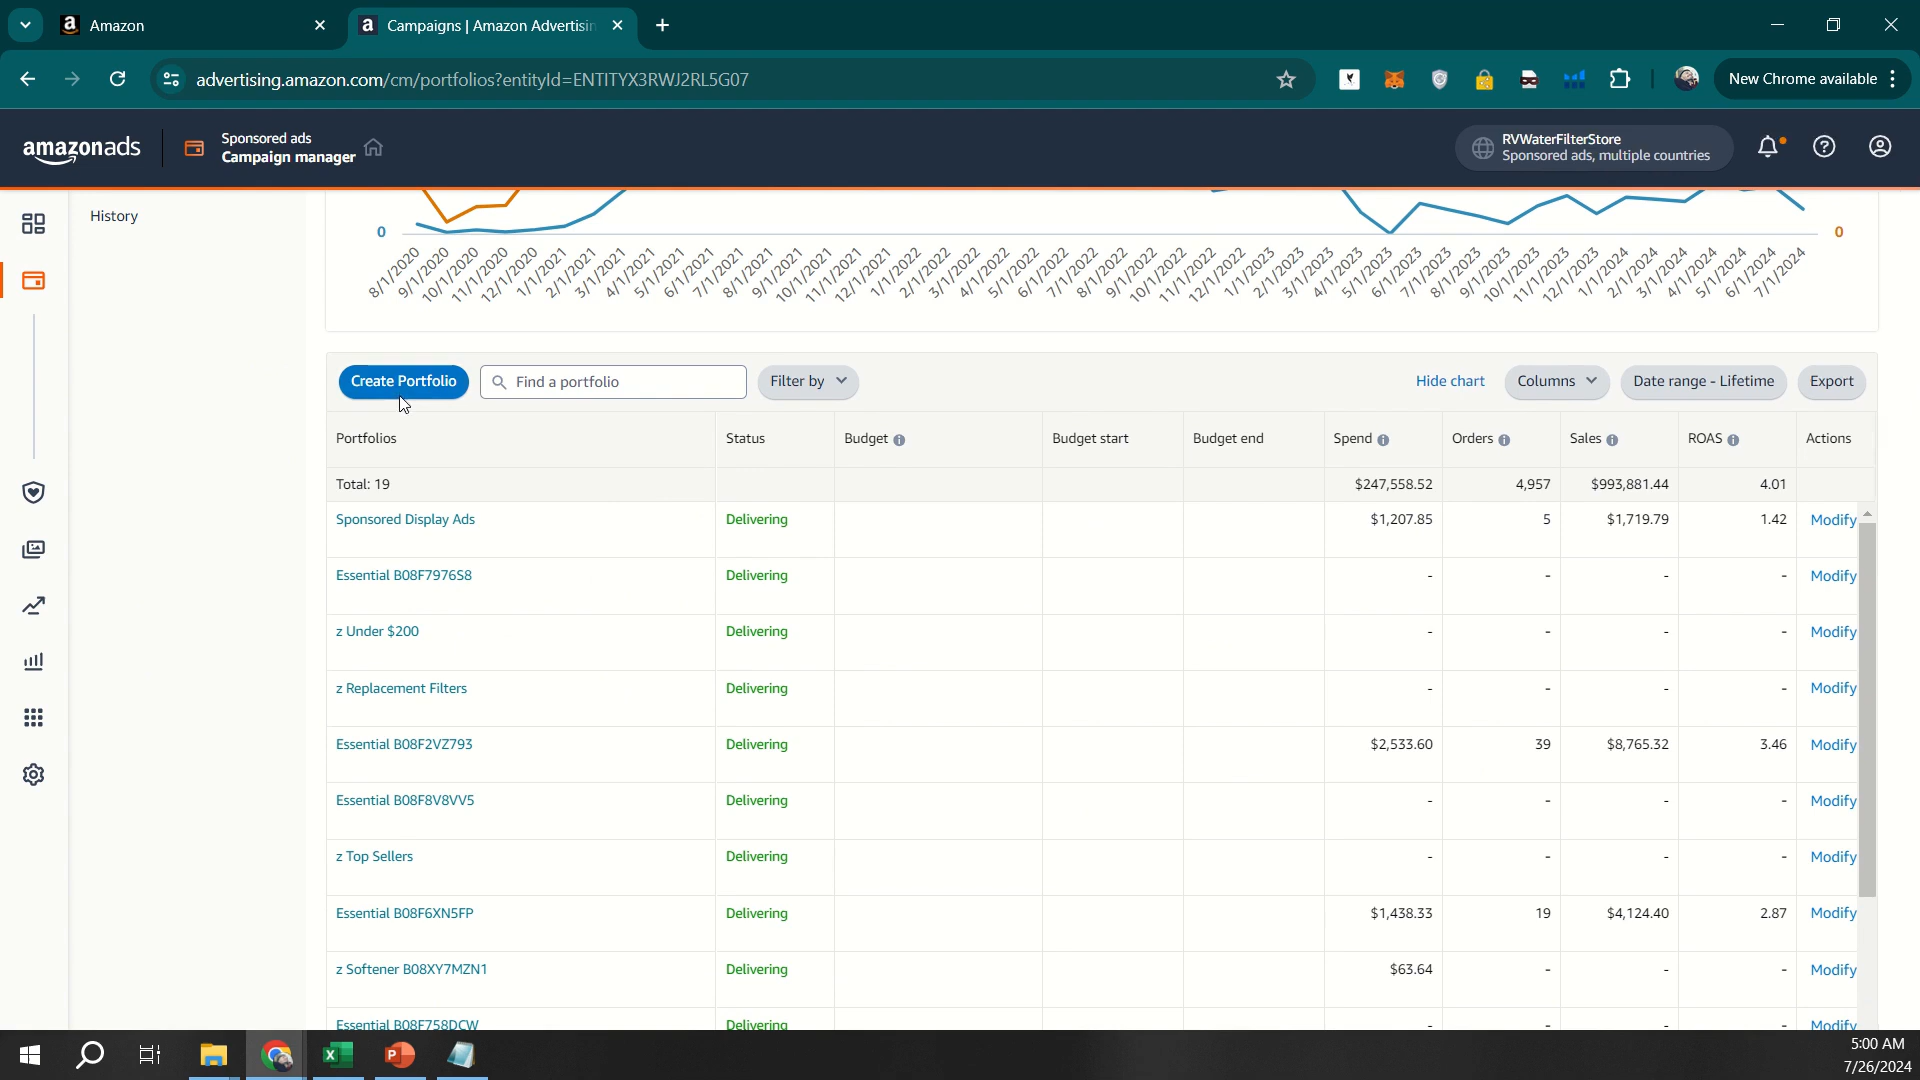 Amazon
Campaigns | Amazon Advertisin
advertising.amazon.com/cm/portfolios?entityId=ENTITYX3RWJ2RL5G07
New Chrome available
amazonads
Sponsored ads
Campaign manager
RVWaterFilterStore
Sponsored ads, multiple countries
History
0
0
8/1/2020 9/1/2020 10/1/2020 11/1/2020 12/1/2020 1/1/2021 2/1/2021 3/1/2021 4/1/2021 5/1/2021 6/1/2021 7/1/2021 8/1/2021 9/1/2021 10/1/2021 11/1/2021 12/1/2021 1/1/2022 2/1/2022 3/1/2022 4/1/2022 5/1/2022 6/1/2022 7/1/2022 8/1/2022 9/1/2022 10/1/2022 11/1/2022 12/1/2022 1/1/2023 2/1/2023 3/1/2023 4/1/2023 5/1/2023 6/1/2023 7/1/2023 8/1/2023 9/1/2023 10/1/2023 11/1/2023 12/1/2023 1/1/2024 2/1/2024 3/1/2024 4/1/2024 5/1/2024 6/1/2024 7/1/2024
Create Portfolio Find a portfolio Filter by Hide chart Columns Date range - Lifetime Export
Portfolios Status Budget Budget start Budget end Spend Orders Sales ROAS Actions
Total: 19 $247,558.52 4,957 $993,881.44 4.01
Sponsored Display Ads Delivering $1,207.85 5 $1,719.79 1.42 Modify
Essential B08F7976S8 Delivering - - - - Modify
z Under $200 Delivering - - - - Modify
z Replacement Filters Delivering - - - - Modify
Essential B08F2VZ793 Delivering $2,533.60 39 $8,765.32 3.46 Modify
Essential B08F8V8VV5 Delivering - - - - Modify
z Top Sellers Delivering - - - - Modify
Essential B08F6XN5FP Delivering $1,438.33 19 $4,124.40 2.87 Modify
z Softener B08XY7MZN1 Delivering $63.64 - - - Modify
Essential B08F758DCW Delivering - - - - Modify
5:00 AM
7/26/2024